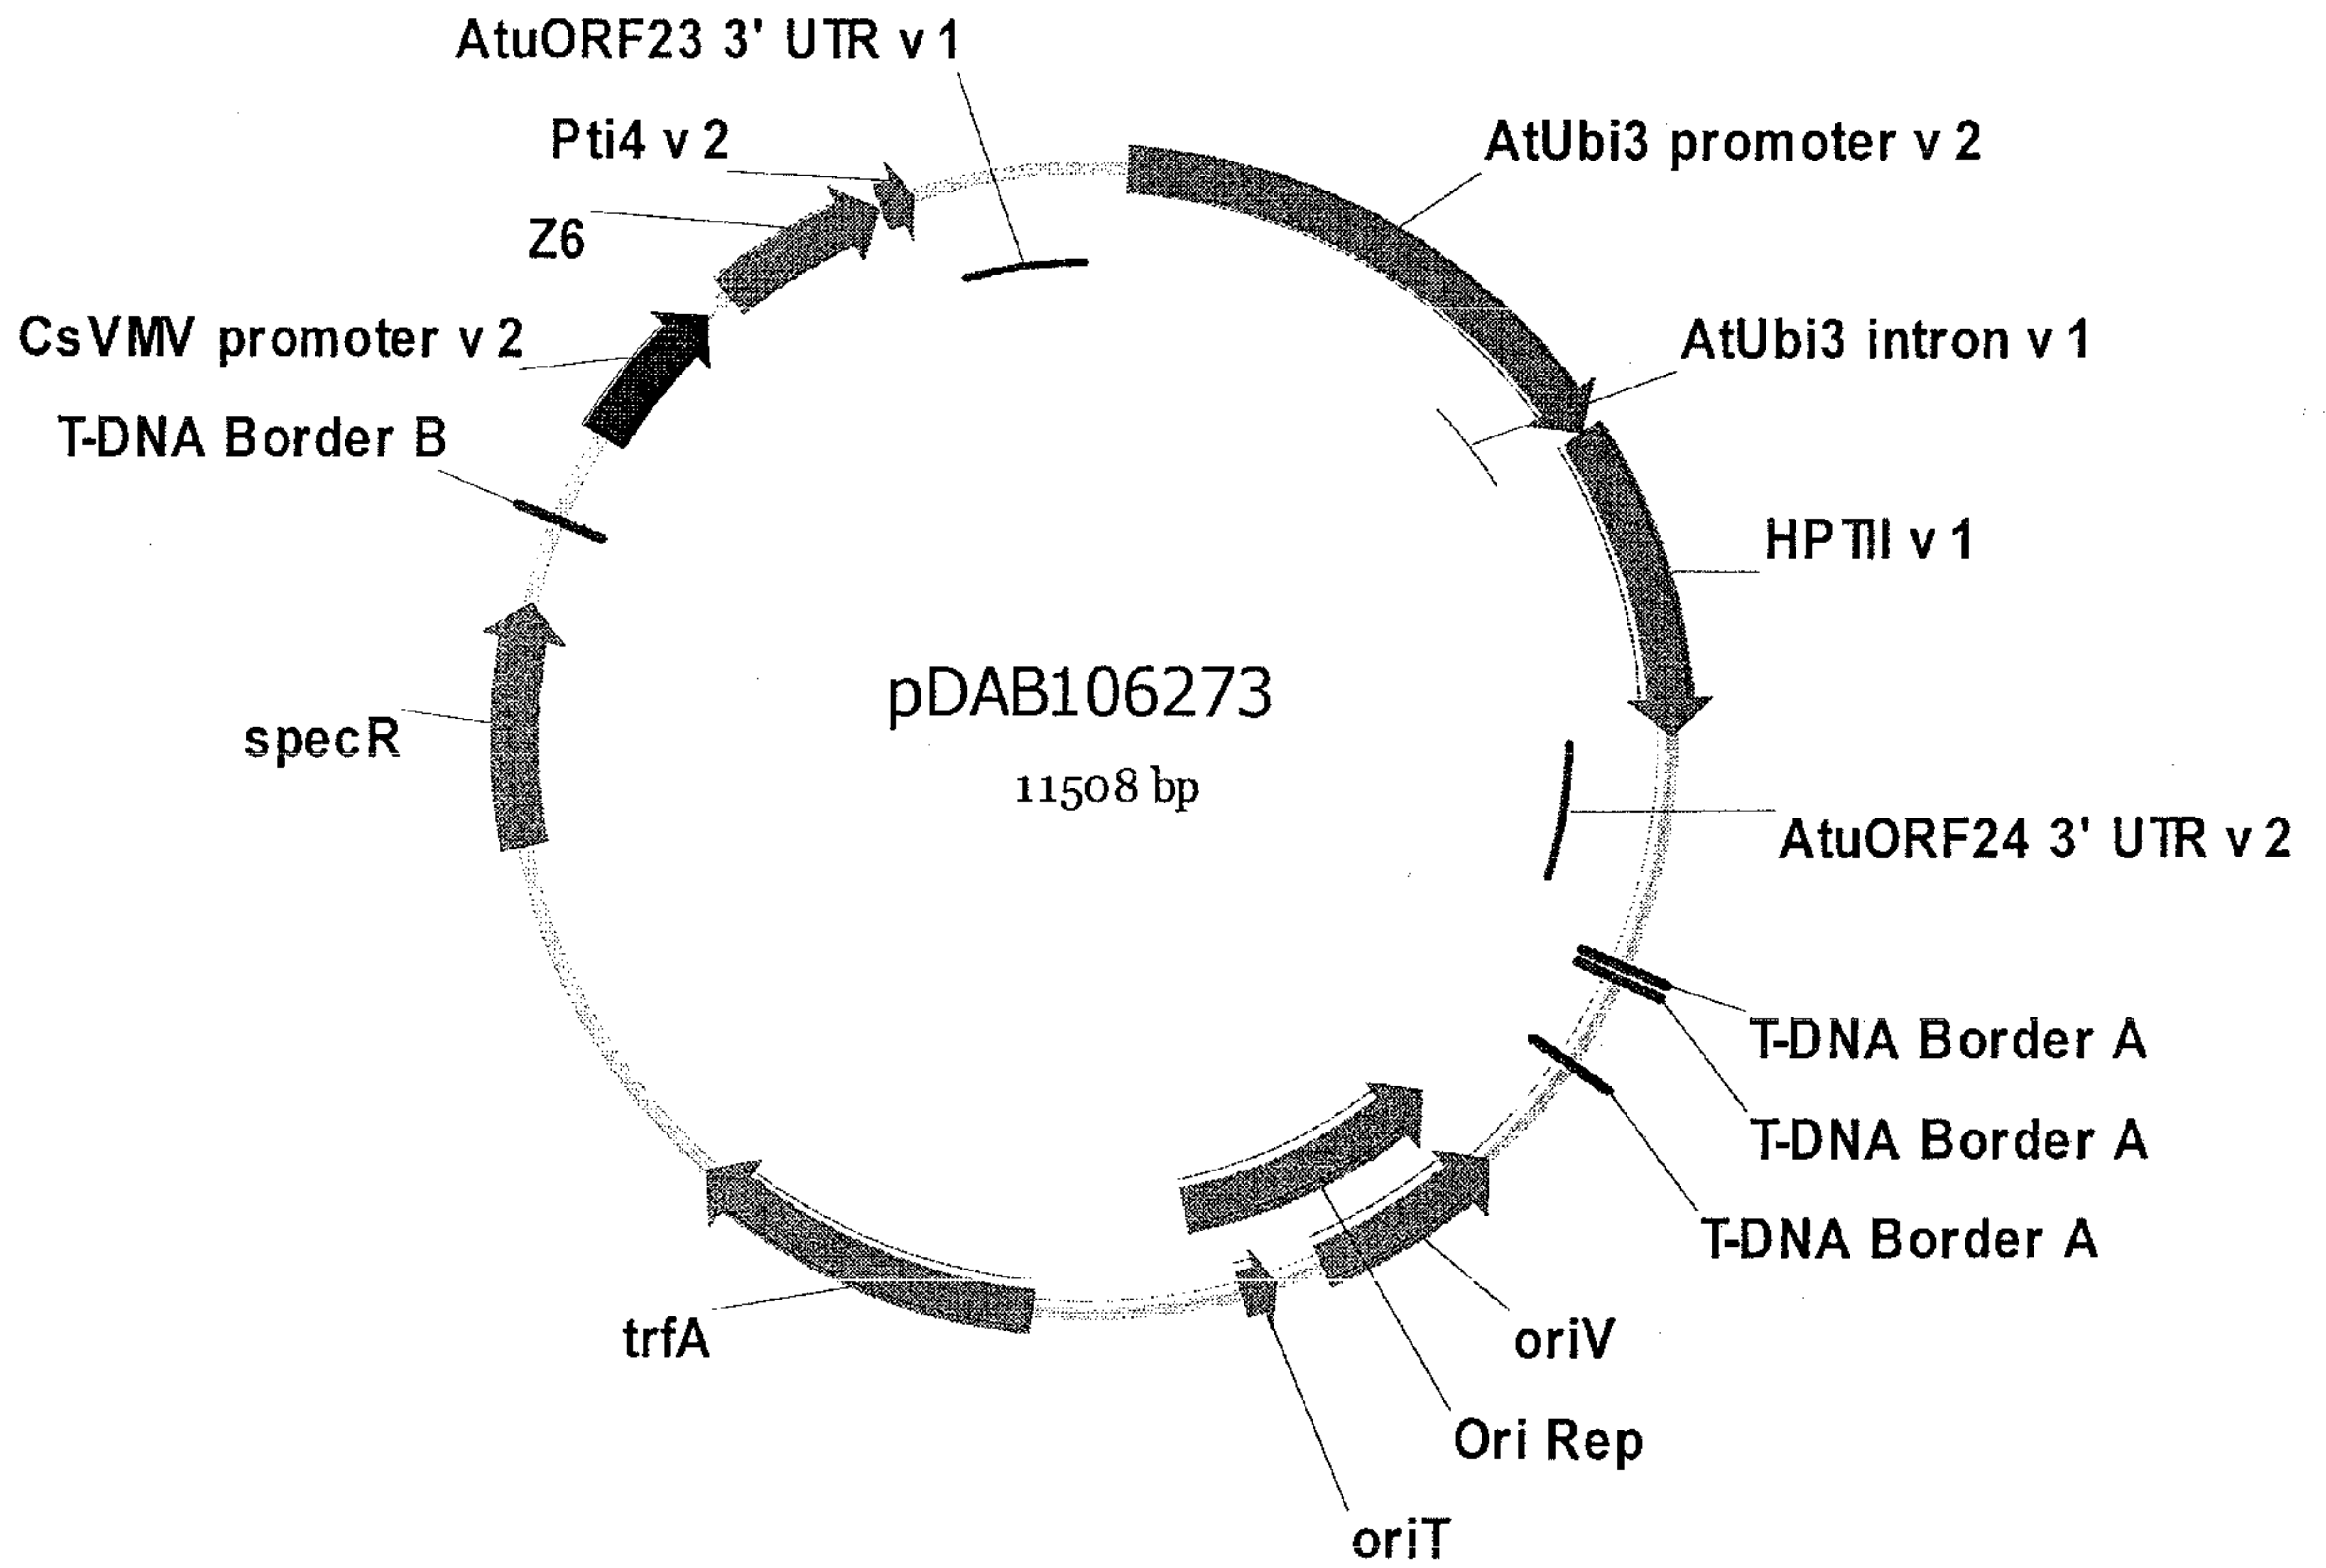 AtuORF23 3' UTR v 1
Pti4 v 2
AtUbi3 promoter v 2
Z6
CsVMV promoter v 2
AtUbi3 intron v 1
T-DNA Border B
HPTII v 1
pDAB106273
specR
11508 bp
AtuORF24 3' UTR v 2
T-DNA Border A
T-DNA Border A
T-DNA Border A
trfA
oriV
Ori Rep
oriT